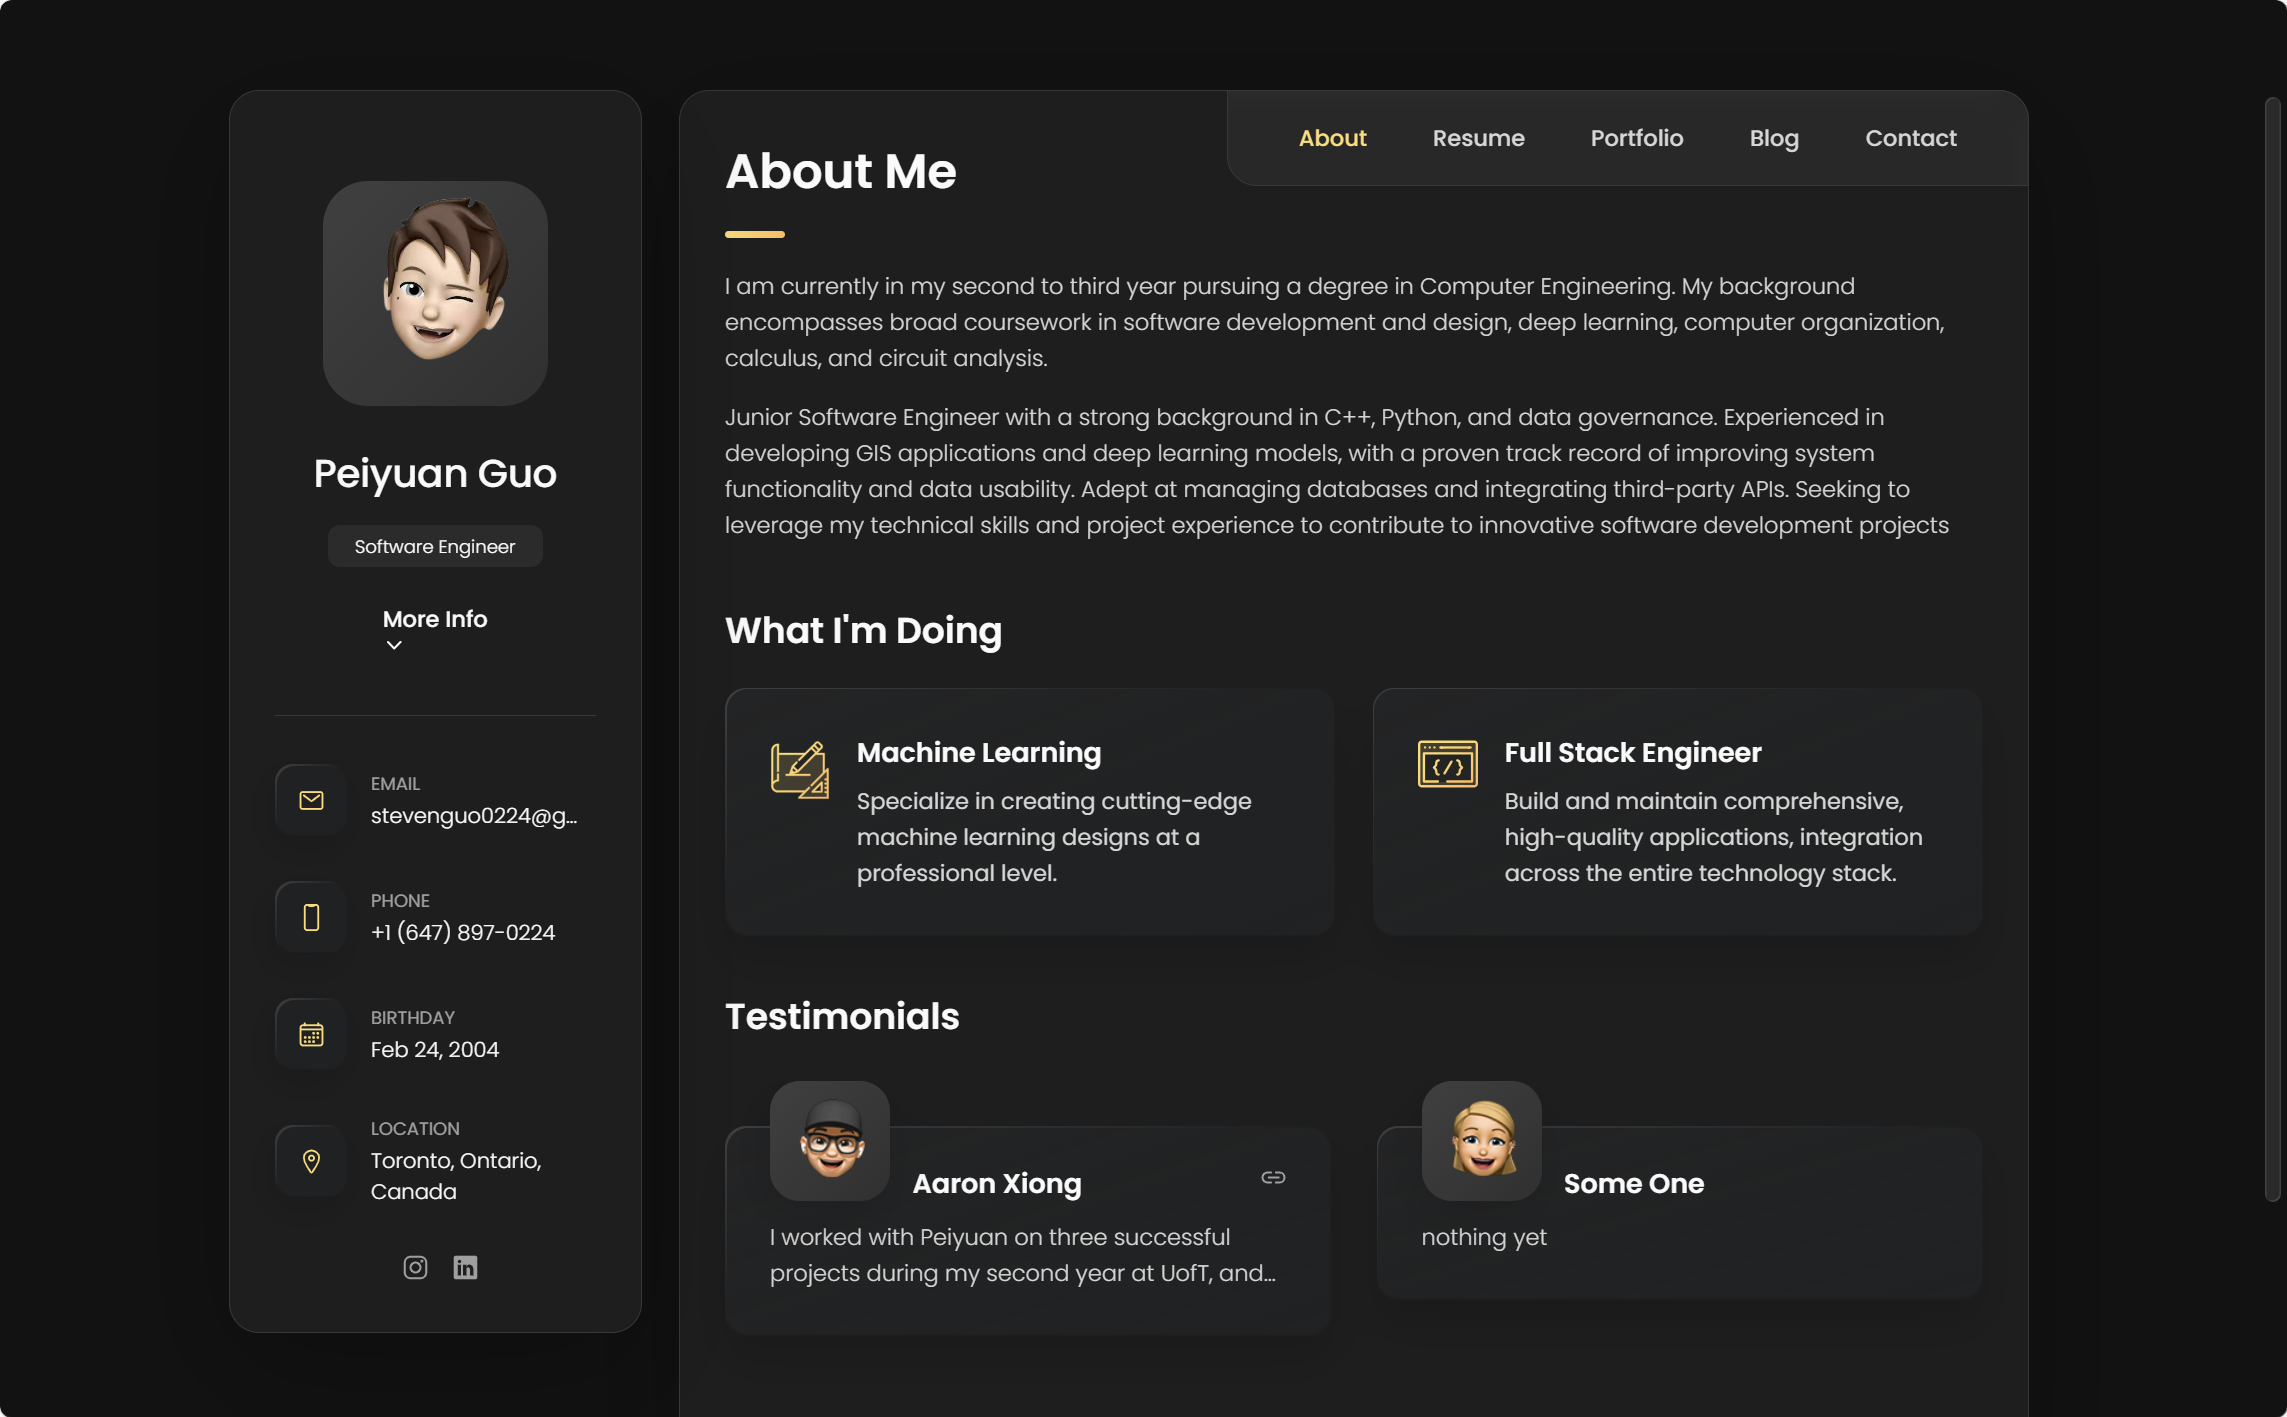 Peiyuan Guo
Software Engineer
More Info
EMAIL
stevenguo0224@g...
PHONE
+1 (647) 897-0224
BIRTHDAY
Feb 24, 2004
LOCATION
Toronto, Ontario,
Canada
About
Resume
Portfolio
Blog
Contact
About Me
I am currently in my second to third year pursuing a degree in Computer Engineering. My background
encompasses broad coursework in software development and design, deep learning, computer organization,
calculus, and circuit analysis.
Junior Software Engineer with a strong background in C++, Python, and data governance. Experienced in
developing GIS applications and deep learning models, with a proven track record of improving system
functionality and data usability. Adept at managing databases and integrating third-party APIs. Seeking to
leverage my technical skills and project experience to contribute to innovative software development projects
What I'm Doing
Machine Learning
Specialize in creating cutting-edge
machine learning designs at a
professional level.
Full Stack Engineer
Build and maintain comprehensive,
high-quality applications, integration
across the entire technology stack.
Testimonials
Aaron Xiong
I worked with Peiyuan on three successful
projects during my second year at UofT, and...
Some One
nothing yet